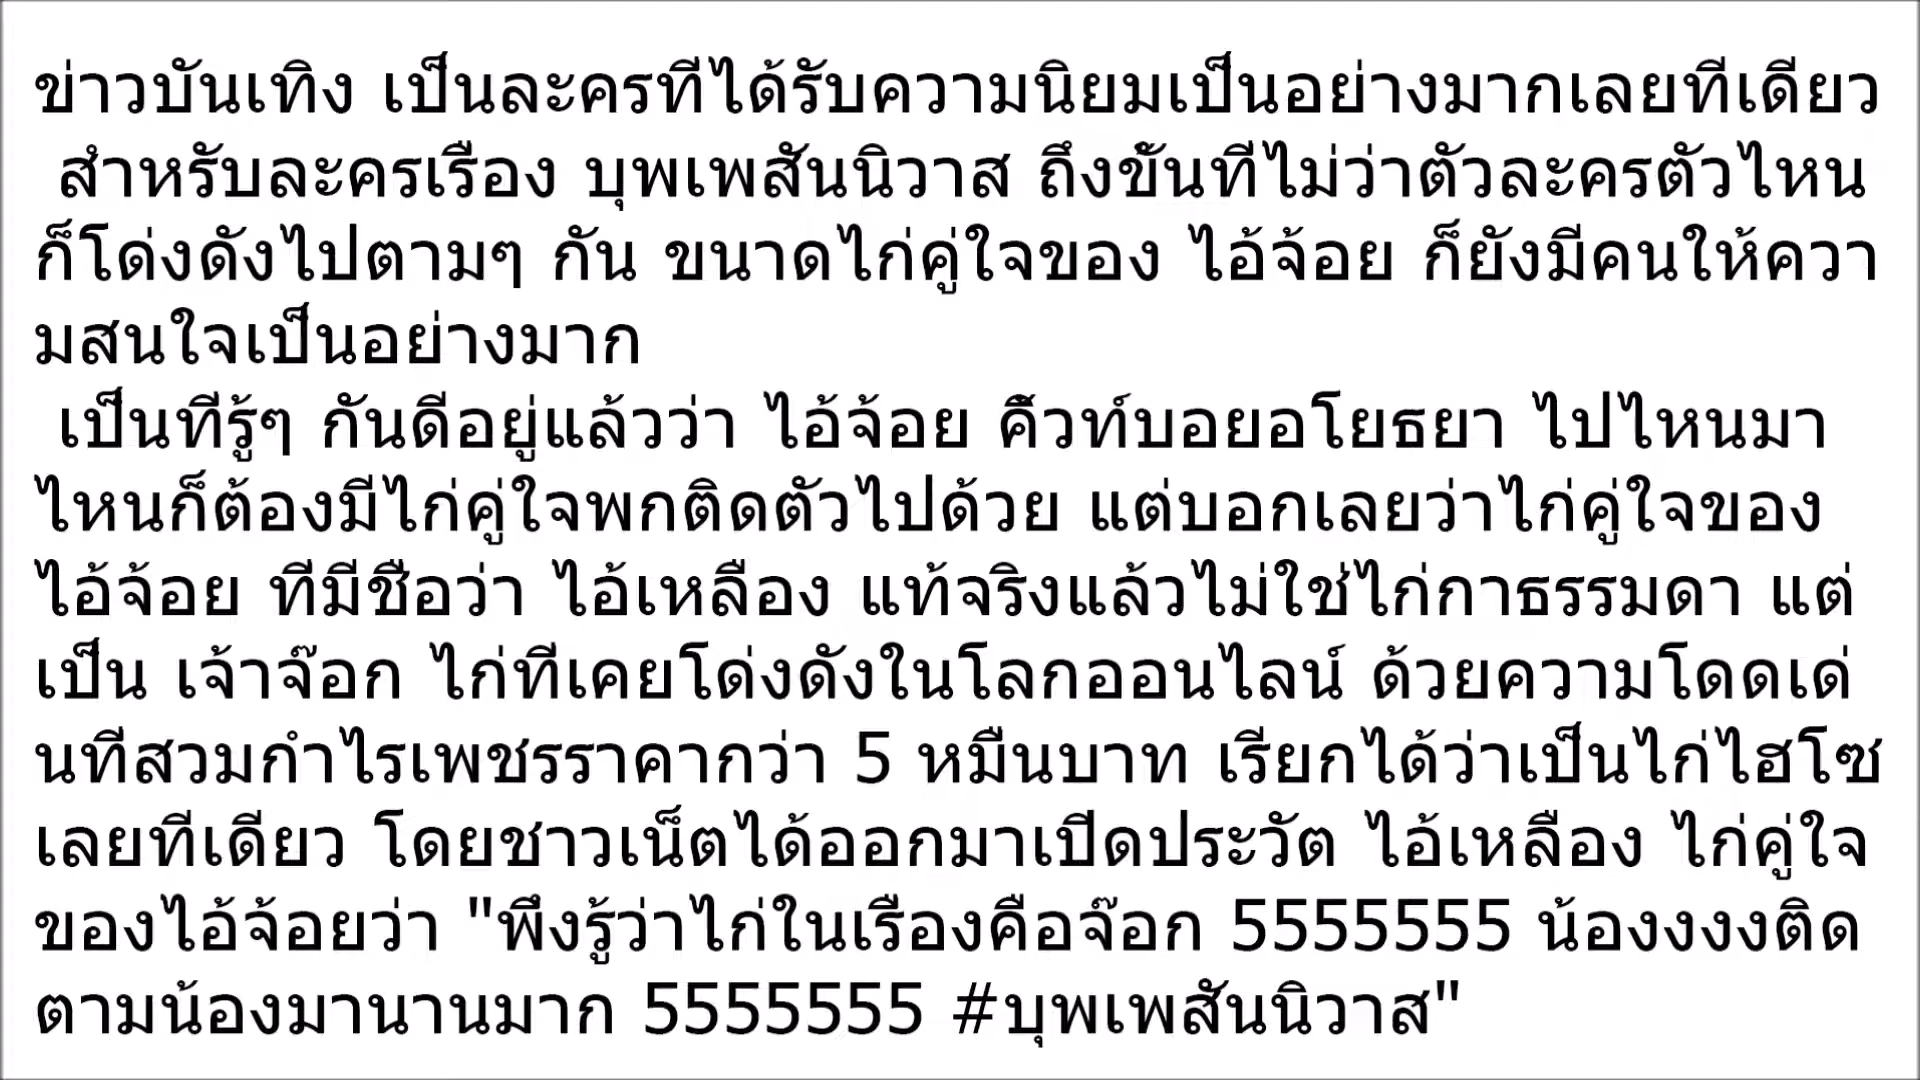 ข่าวบันเทิง เป็นละครที่ได้รับความนิยมเป็นอย่างมากเลยทีเดียว
สำหรับละครเรื่อง บุพเพสันนิวาส ถึงขั้นที่ไม่ว่าตัวละครตัวไหน
ก็โด่งดังไปตามๆ กัน ขนาดไก่คู่ใจของ ไอ้จ้อย ก็ยังมีคนให้ควา
มสนใจเป็นอย่างมาก
เป็นที่รู้ๆ กันดีอยู่แล้วว่า ไอ้จ้อย คิ้วท์บอยอโยธยา ไปไหนมา
ไหนก็ต้องมีไก่คู่ใจพกติดตัวไปด้วย แต่บอกเลยว่าไก่คู่ใจของ
ไอ้จ้อย ที่มีชื่อว่า ไอ้เหลือง แท้จริงแล้วไม่ใช่ไก่กาธรรมดา แต่
เป็น เจ้าจ๊อก ไก่ที่เคยโด่งดังในโลกออนไลน์ ด้วยความโดดเด่
นที่สวมกำไรเพชรราคากว่า 5 หมื่นบาท เรียกได้ว่าเป็นไก่ไฮโซ
เลยทีเดียว โดยชาวเน็ตได้ออกมาเปิดประวัต ไอ้เหลือง ไก่คู่ใจ
ของไอ้จ้อยว่า "พึ่งรู้ว่าไก่ในเรื่องคือจ๊อก 5555555 น้องงงงติด
ตามน้องมานานมาก 5555555 #บุพเพสันนิวาส"